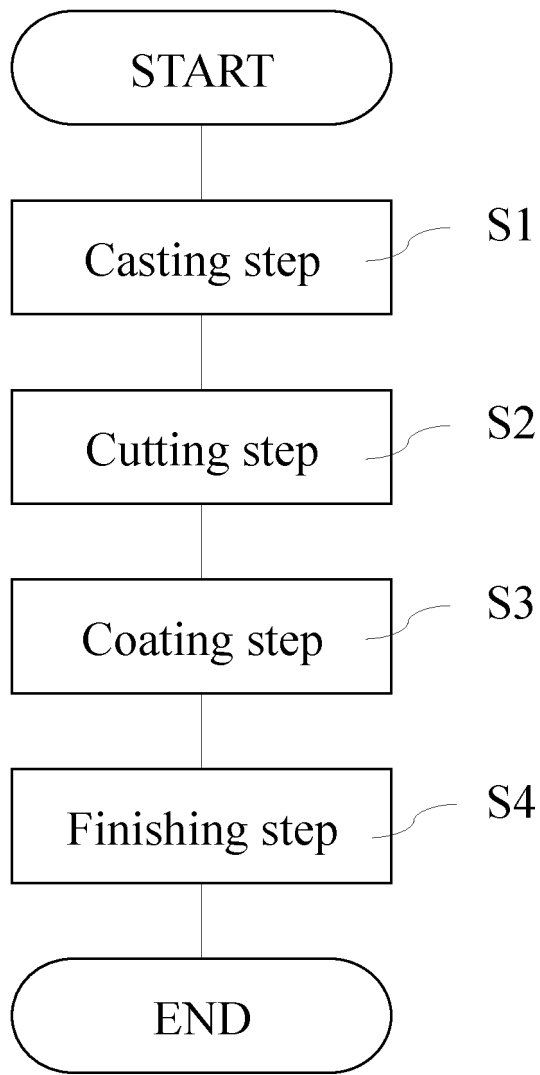 START
Casting step
S1
Cutting step
S2
Coating step
S3
Finishing step
S4
END